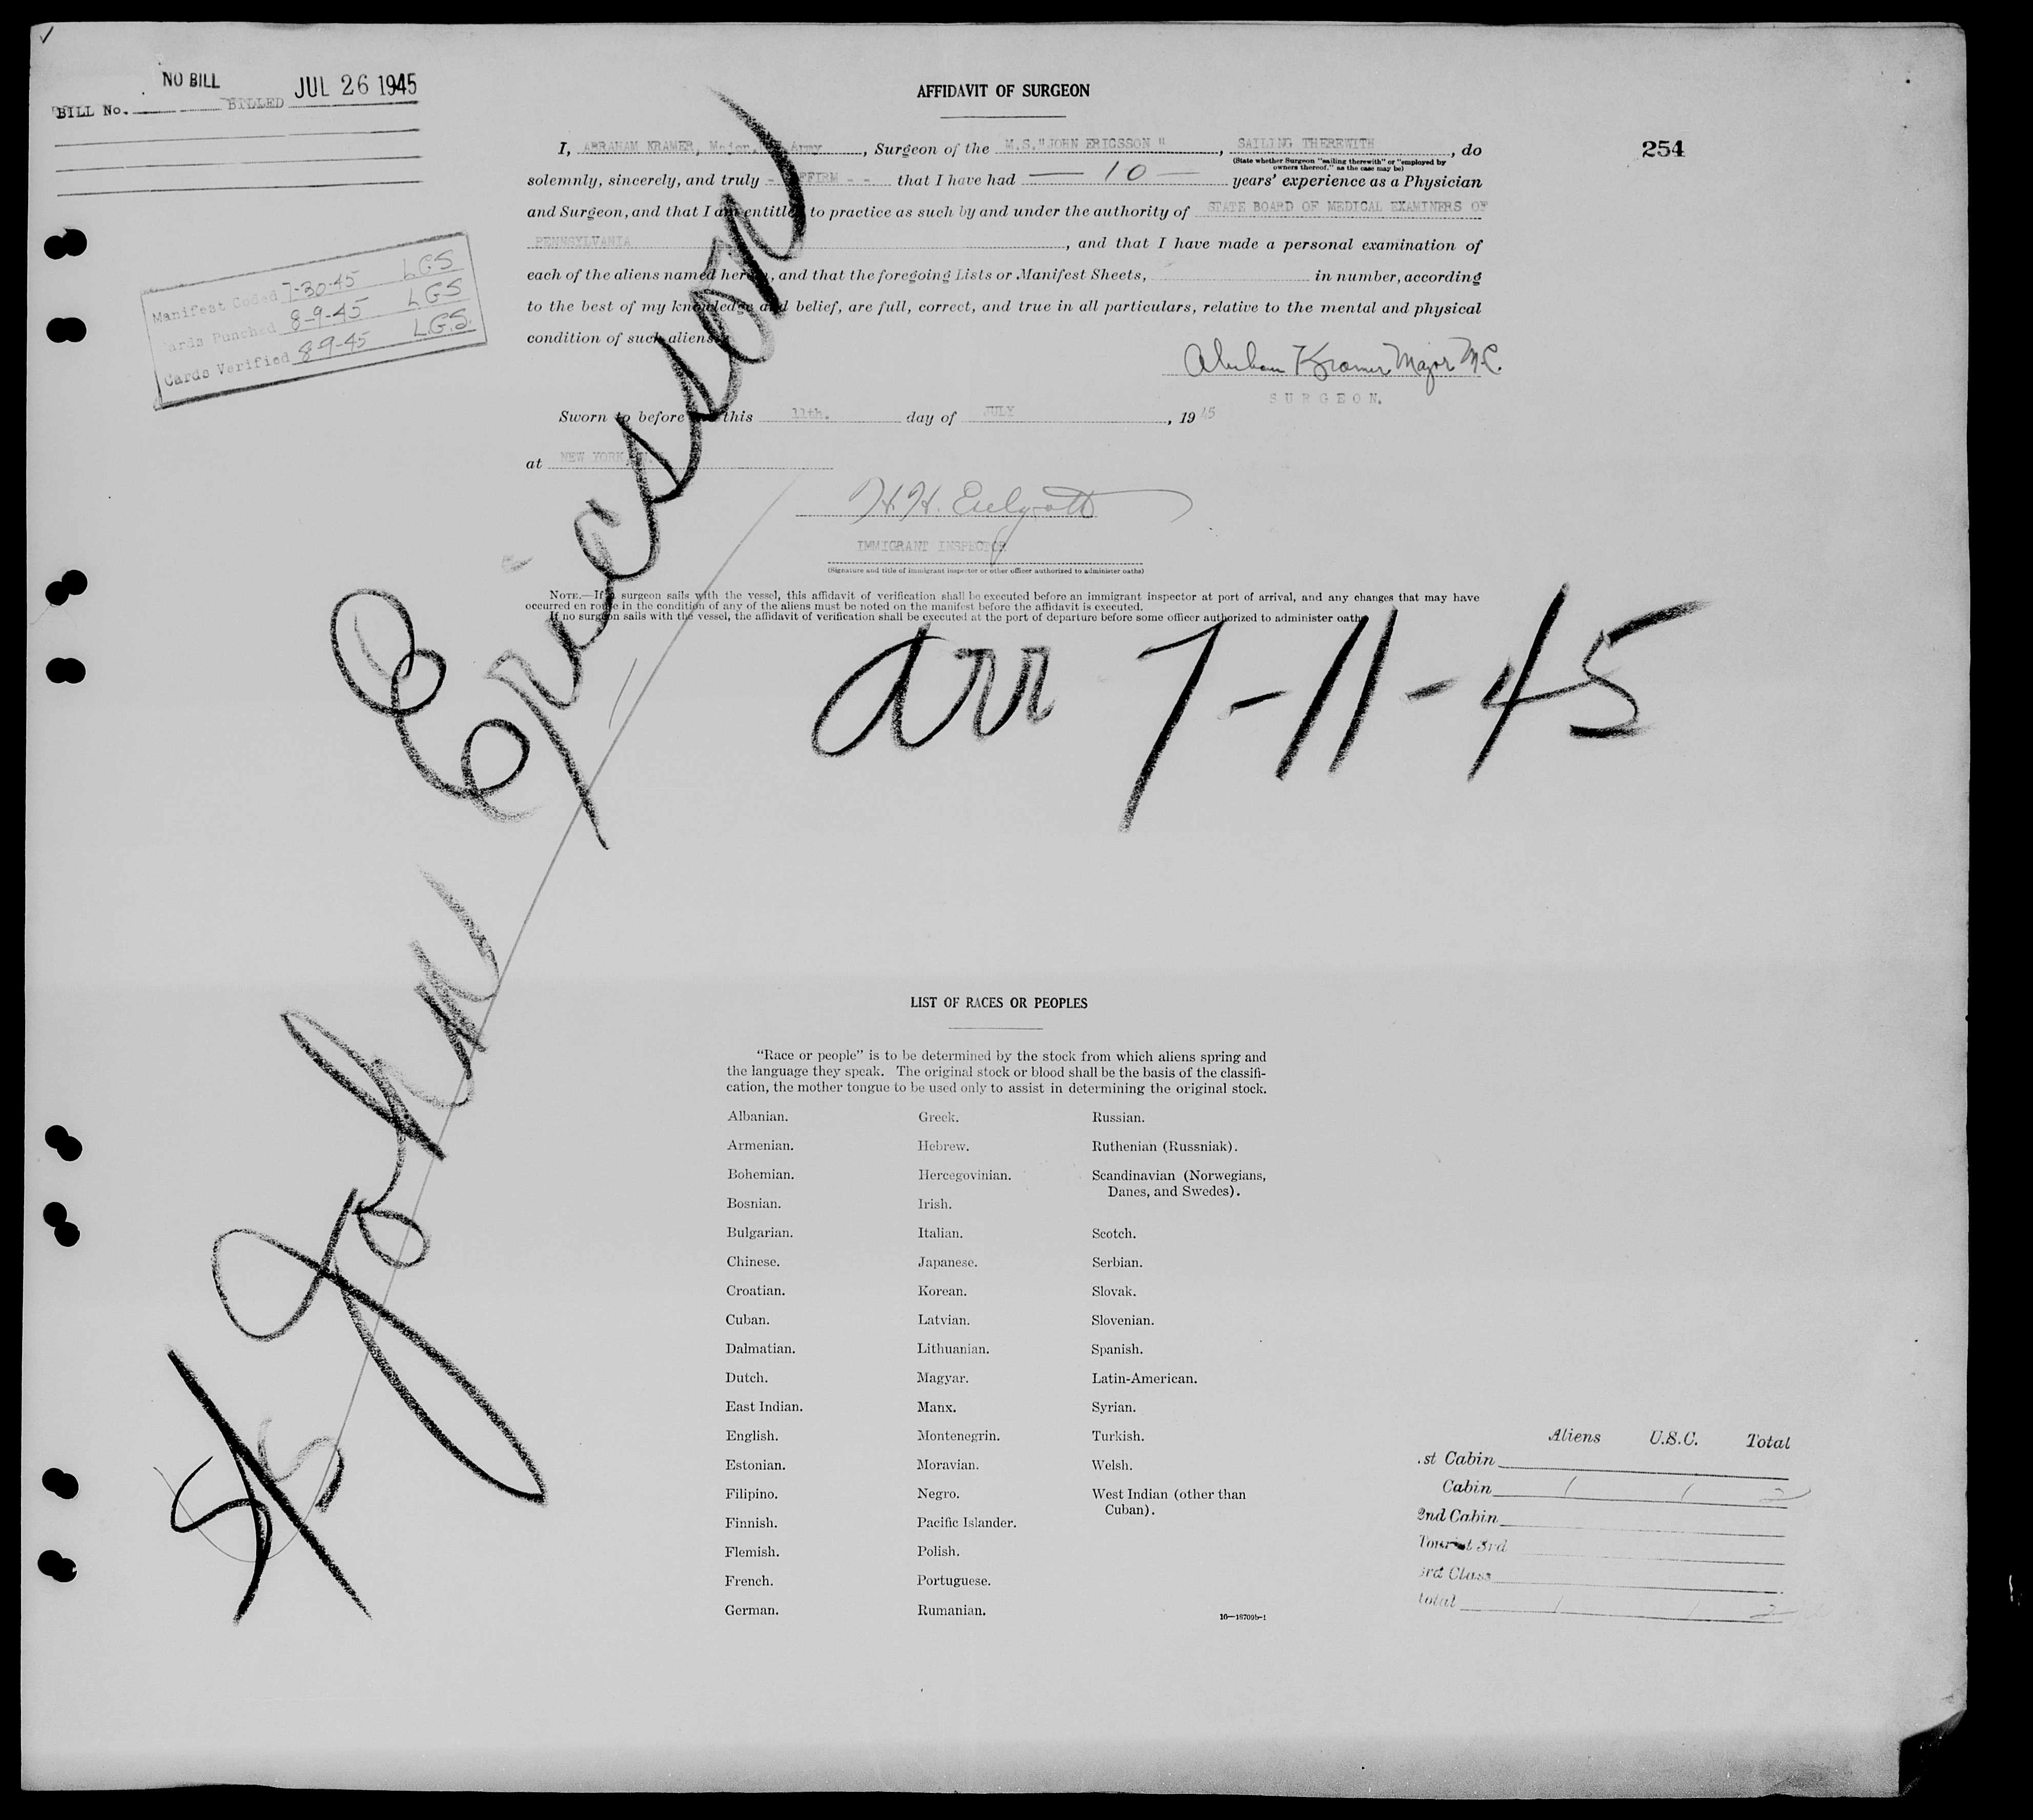 ✓
NO BILL
BILL No. BILLED JUL 26 1945
AFFIDAVIT OF SURGEON
254
I, ABRAHAM KRAMER, Major, Army, Surgeon of the M.S."JOHN ERICSSON ", SAILING THEREWITH, do
(State whether Surgeon "sailing therewith" or "employed by
owners thereof," as the case may be)
solemnly, sincerely, and truly - AFFIRM - - that I have had — 10 — years' experience as a Physician
and Surgeon, and that I am entitled to practice as such by and under the authority of STATE BOARD OF MEDICAL EXAMINERS OF
PENNSYLVANIA, and that I have made a personal examination of
each of the aliens named herein, and that the foregoing Lists or Manifest Sheets, in number, according
to the best of my knowledge and belief, are full, correct, and true in all particulars, relative to the mental and physical
condition of such aliens.
Manifest Coded 7-30-45 LGS
Cards Punched 8-9-45 LGS
Cards Verified 8-9-45 L.G.S.
Abraham Kramer Major M.C.
SURGEON.
Sworn to before me this 11th. day of JULY, 1945
at NEW YORK,
H.H.
IMMIGRANT INSPECTOR
(Signature and title of immigrant inspector or other officer authorized to administer oaths)
NOTE.—If a surgeon sails with the vessel, this affidavit of verification shall be executed before an immigrant inspector at port of arrival, and any changes that may have
occurred en route in the condition of any of the aliens must be noted on the manifest before the affidavit is executed.
If no surgeon sails with the vessel, the affidavit of verification shall be executed at the port of departure before some officer authorized to administer oaths.
S/S John Ericsson
arr 7-11-45
LIST OF RACES OR PEOPLES
"Race or people" is to be determined by the stock from which aliens spring and
the language they speak. The original stock or blood shall be the basis of the classifi-
cation, the mother tongue to be used only to assist in determining the original stock.
Albanian.
Armenian.
Bohemian.
Bosnian.
Bulgarian.
Chinese.
Croatian.
Cuban.
Dalmatian.
Dutch.
East Indian.
English.
Estonian.
Filipino.
Finnish.
Flemish.
French.
German.
Greek.
Hebrew.
Hercegovinian.
Irish.
Italian.
Japanese.
Korean.
Latvian.
Lithuanian.
Magyar.
Manx.
Montenegrin.
Moravian.
Negro.
Pacific Islander.
Polish.
Portuguese.
Rumanian.
Russian.
Ruthenian (Russniak).
Scandinavian (Norwegians,
Danes, and Swedes).
Scotch.
Serbian.
Slovak.
Slovenian.
Spanish.
Latin-American.
Syrian.
Turkish.
Welsh.
West Indian (other than
Cuban).
16—18709b-1
Aliens U.S.C. Total
st Cabin
Cabin 1 1 2
2nd Cabin
Tourist 3rd
3rd Class
total 1 1 2